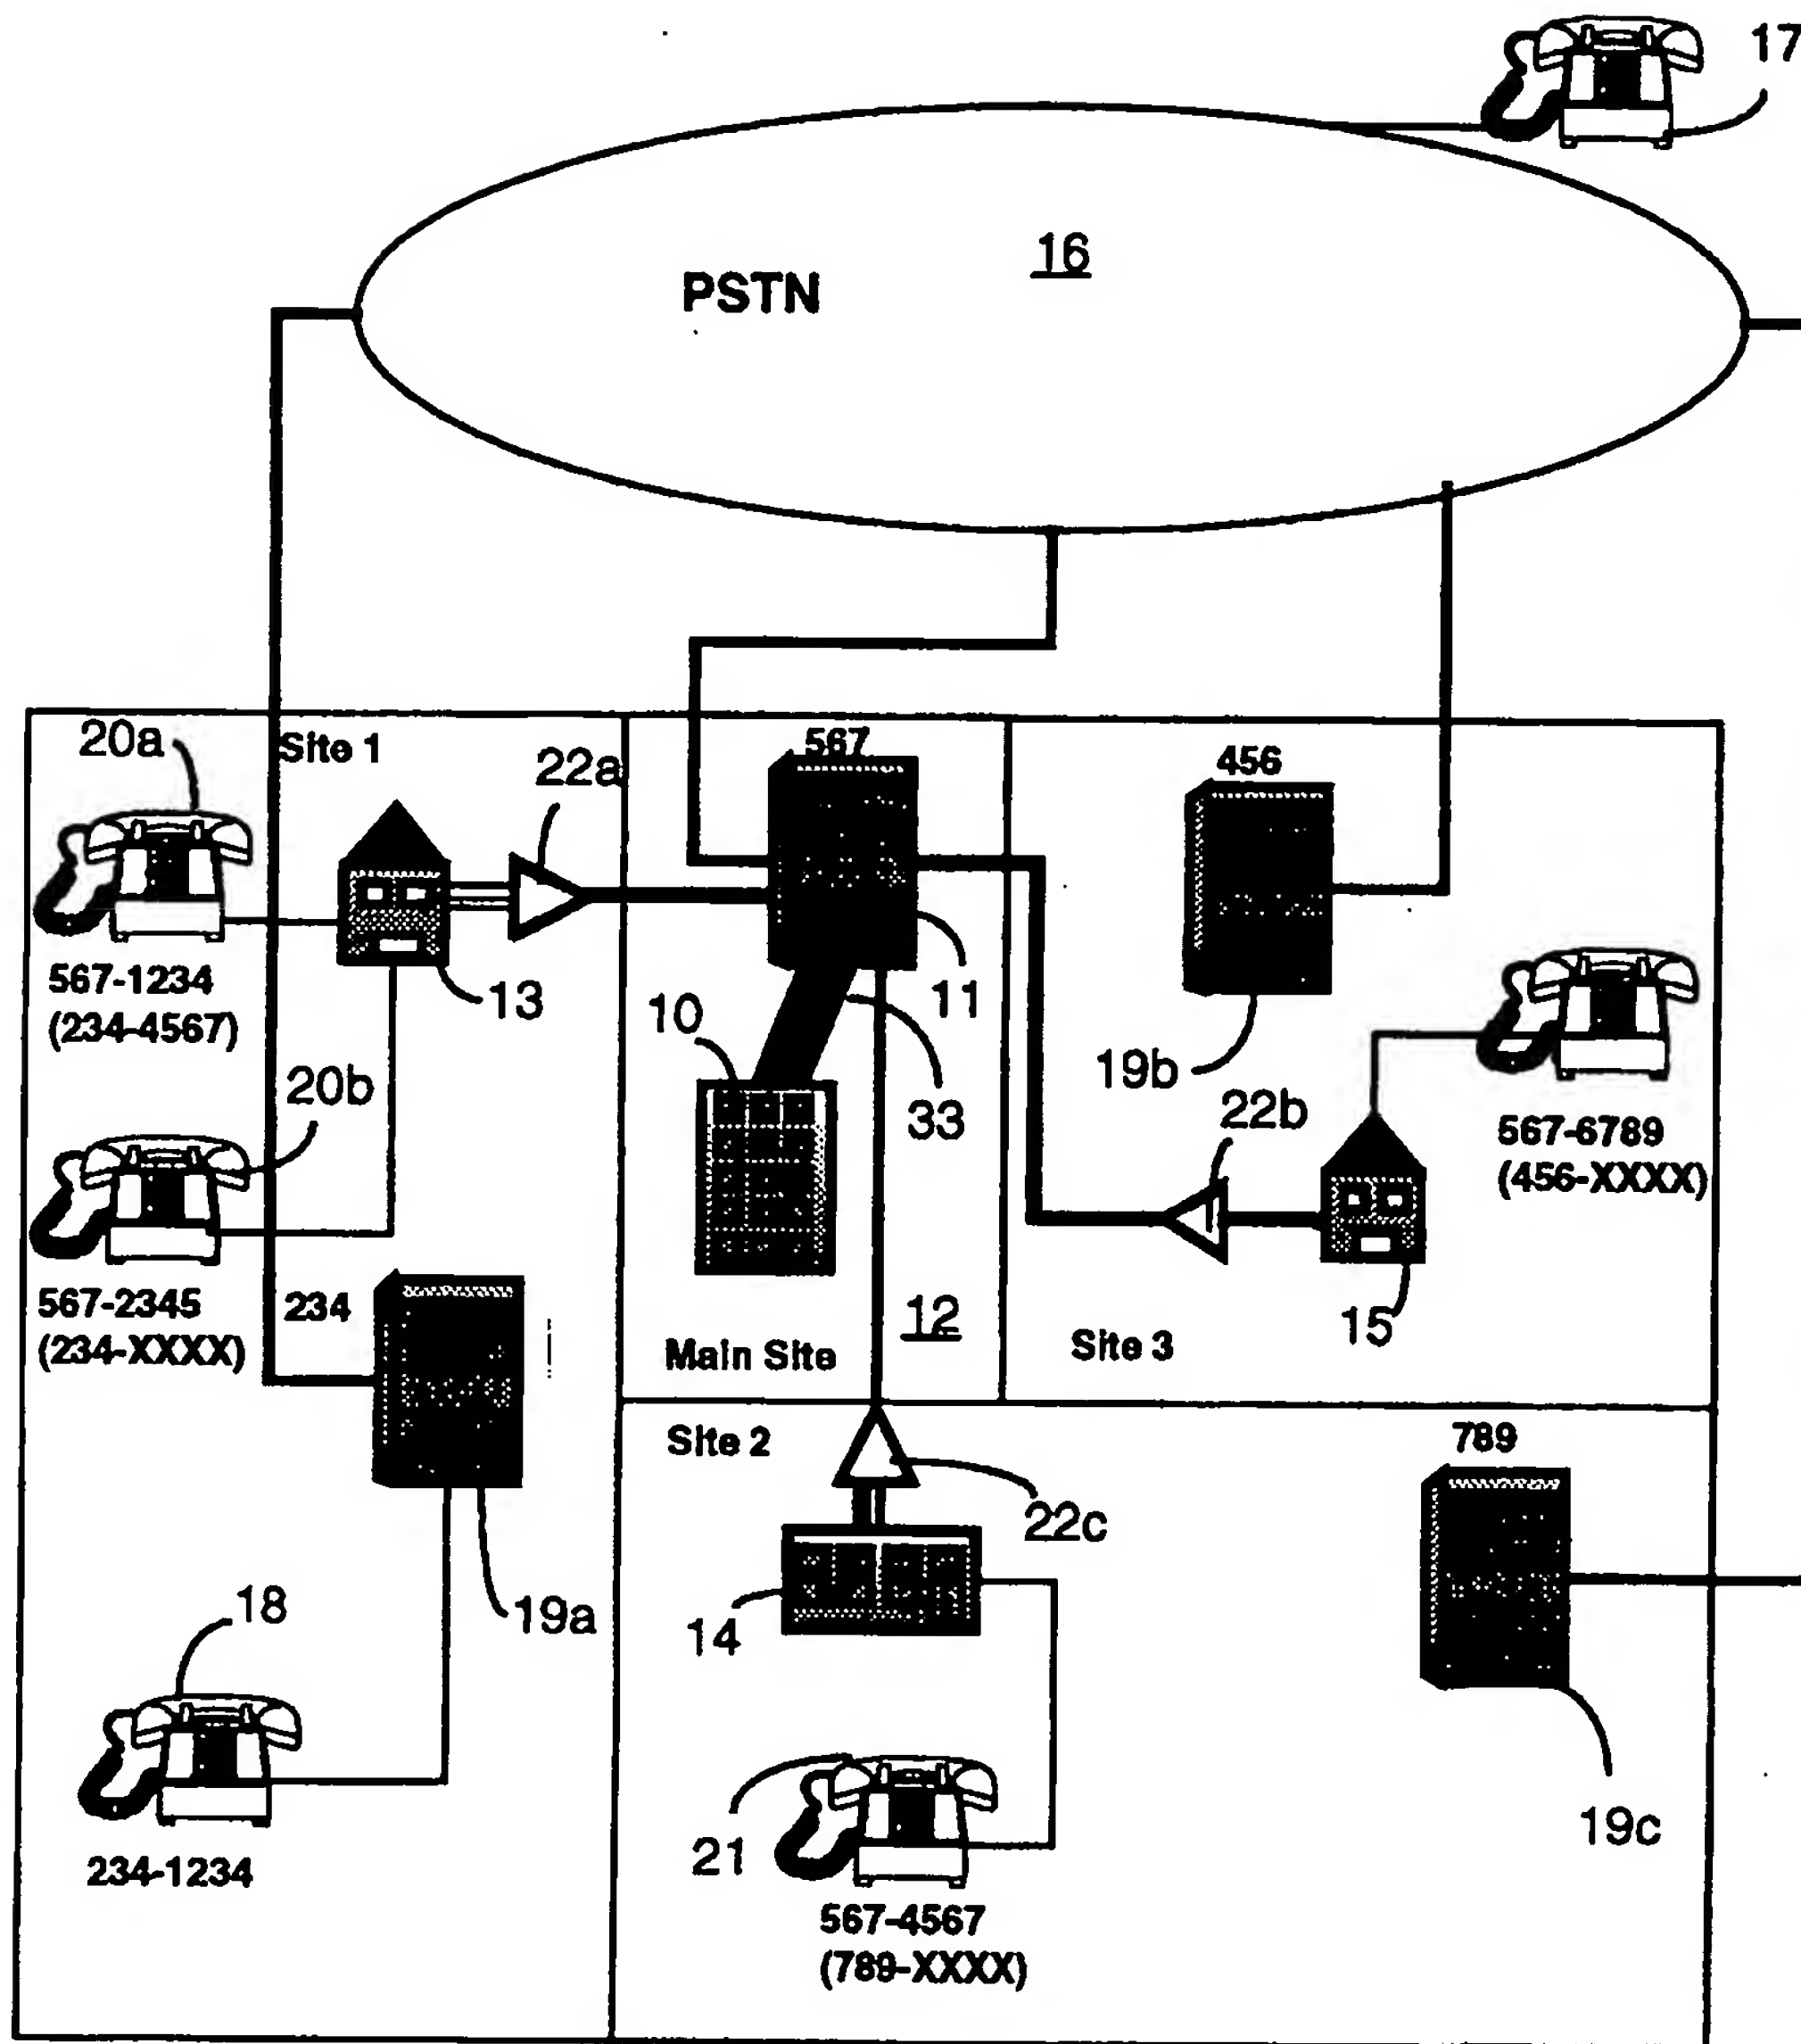 17
16
PSTN
20a
Site 1
22a
567
456
567-1234
(234-4567)
13
10
11
33
19b
20b
22b
567-6789
(456-XXXX)
567-2345
(234-XXXX)
234
12
Main Site
Site 3
15
Site 2
789
22c
14
18
19a
21
19c
234-1234
567-4567
(789-XXXX)